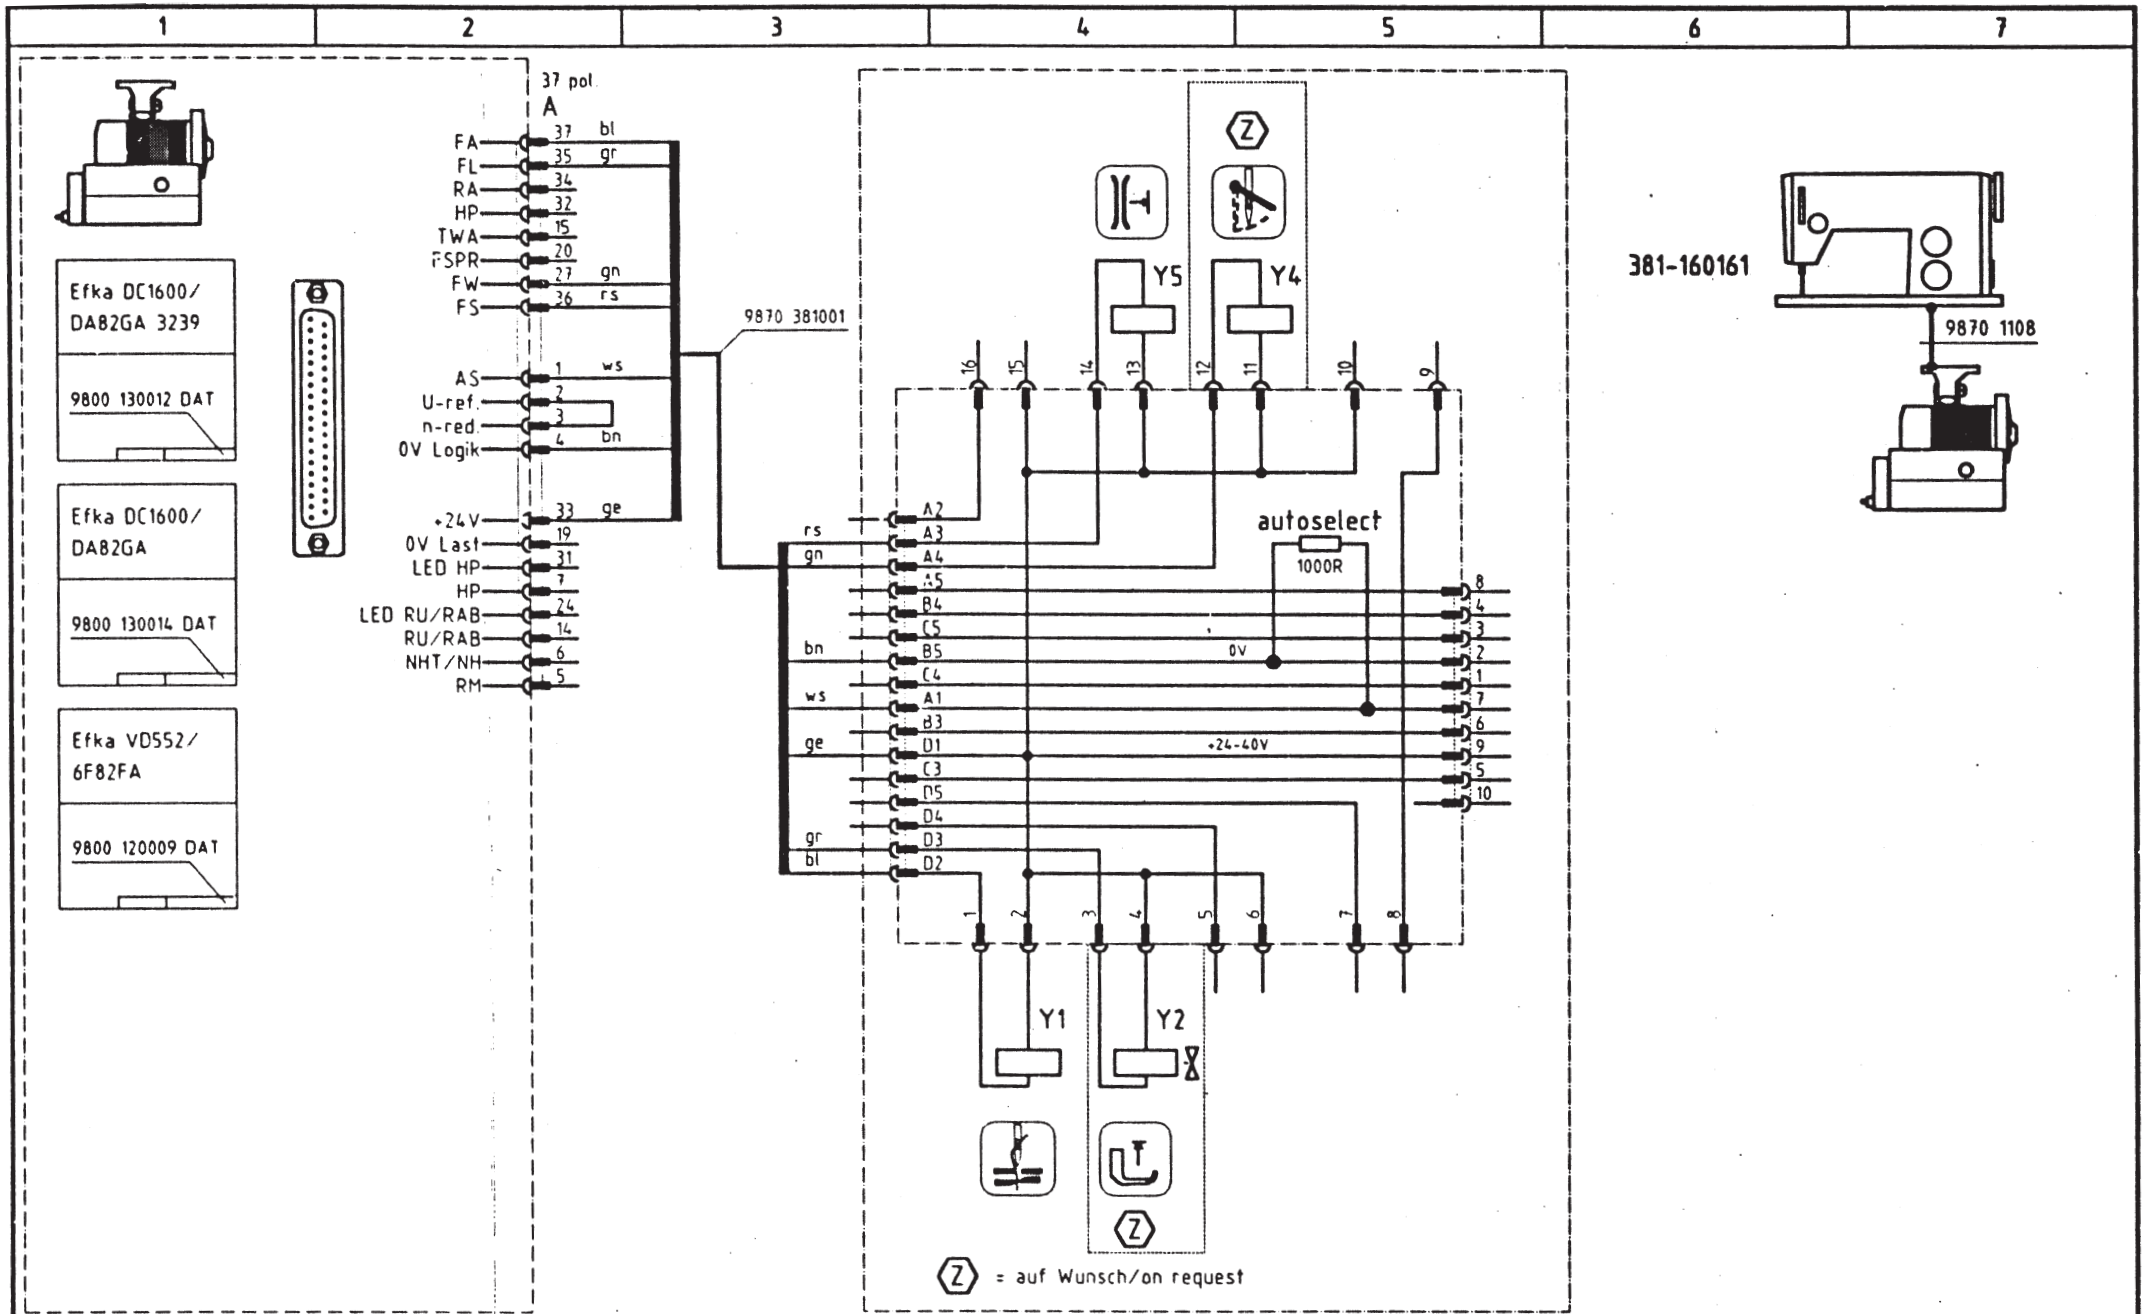 1 2 3 4 5 6 7
37 pol.
A
FA 37 bl
FL 35 gr
RA 34
HP 32
TWA 15
FSPR 20
FW 27 gn
FS 36 rs
AS 1 ws
U-ref. 2
n-red. 3
0V Logik 4 bn
+24V 33 ge
0V Last 19
LED HP 31
HP 7
LED RU/RAB 24
RU/RAB 14
NHT/NH 6
RM 5
Efka DC1600/
DA82GA 3239
9800 130012 DAT
Efka DC1600/
DA82GA
9800 130014 DAT
Efka VD552/
6F82FA
9800 120009 DAT
9870 381001
Z
Y5 Y4
16 15 14 13 12 11 10 9
A2
rs A3
gn A4
A5 8
B4 4
C5 3
bn B5 0V 2
C4 1
ws A1 7
B3 6
ge D1 +24-40V 9
C3 5
D5 10
D4
gr D3
bl D2
autoselect
1000R
1 2 3 4 5 6 7 8
Y1 Y2
Z
Z = auf Wunsch/on request
381-160161
9870 1108